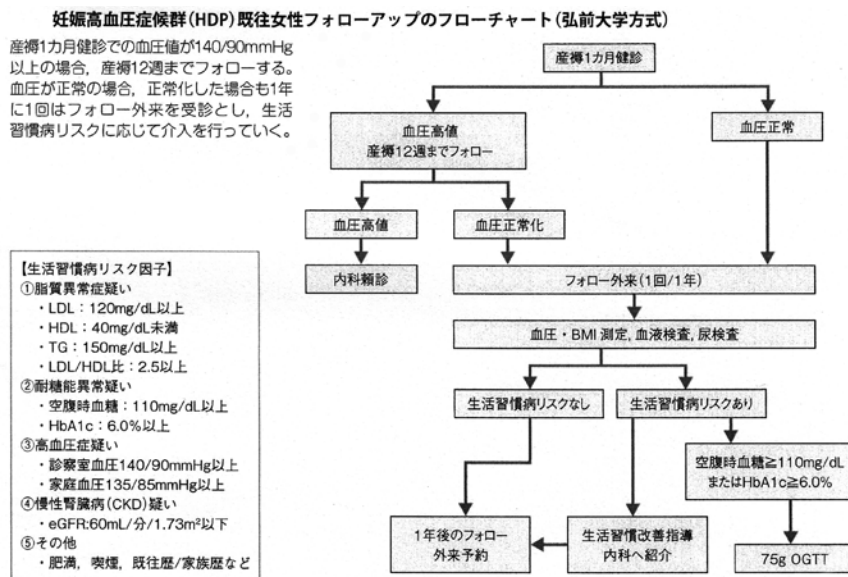 妊娠高血圧症候群(HDP)既往女性フォローアップのフローチャート(弘前大学方式)
産褥1カ月健診での血圧値が140/90mmHg
以上の場合，産褥12週までフォローする。
血圧が正常の場合，正常化した場合も1年
に1回はフォロー外来を受診とし，生活
習慣病リスクに応じて介入を行っていく。
産褥1カ月健診
血圧高値
産褥12週までフォロー
血圧正常
血圧高値
血圧正常化
内科頼診
フォロー外来(1回/1年)
血圧・BMI 測定, 血液検査, 尿検査
生活習慣病リスクなし
生活習慣病リスクあり
空腹時血糖≧110mg/dL
またはHbA1c≧6.0%
1年後のフォロー
外来予約
生活習慣改善指導
内科へ紹介
75g OGTT
【生活習慣病リスク因子】
①脂質異常症疑い
・LDL：120mg/dL以上
・HDL：40mg/dL未満
・TG：150mg/dL以上
・LDL/HDL比：2.5以上
②耐糖能異常疑い
・空腹時血糖：110mg/dL以上
・HbA1c：6.0%以上
③高血圧症疑い
・診察室血圧140/90mmHg以上
・家庭血圧135/85mmHg以上
④慢性腎臓病(CKD)疑い
・eGFR:60mL/分/1.73m²以下
⑤その他
・肥満，喫煙，既往歴/家族歴など